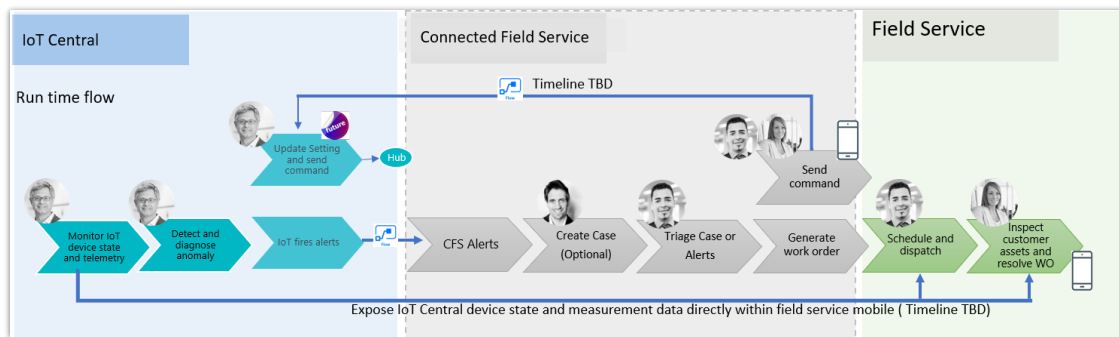 IoT Central
Connected Field Service
Field Service
Run time flow
Flow
Timeline TBD
future
Update Setting
and send
command
Hub
Send
command
Monitor IoT
device state
and telemetry
Detect and
diagnose
anomaly
IoT fires alerts
Flow
CFS Alerts
Create Case
(Optional)
Triage Case or
Alerts
Generate
work order
Schedule and
dispatch
Inspect
customer
assets and
resolve WO
Expose IoT Central device state and measurement data directly within field service mobile ( Timeline TBD)